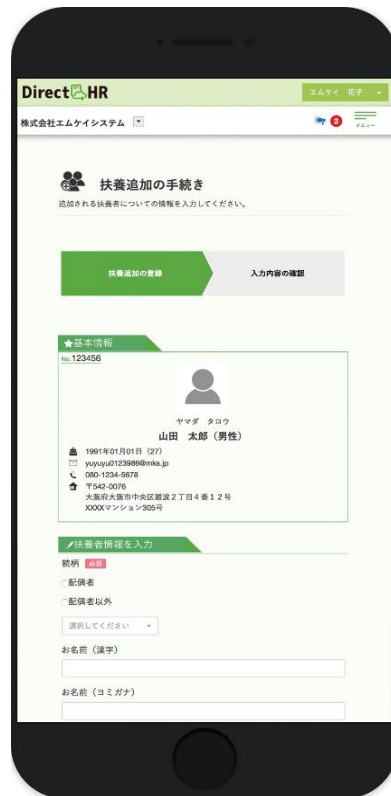 Direct HR
エムケイ 花子
株式会社エムケイシステム
2
メニュー
扶養追加の手続き
追加される扶養者についての情報を入力してください。
扶養追加の登録
入力内容の確認
★基本情報
No.123456
ヤマダ タロウ
山田 太郎（男性）
1991年01月01日（27）
yuyuyu0123986@mks.jp
080-1234-5678
〒542-0076
大阪府大阪市中央区難波２丁目４番１２号
XXXXマンション305号
扶養者情報を入力
続柄 必須
配偶者
配偶者以外
選択してください
お名前（漢字）
お名前（ヨミガナ）